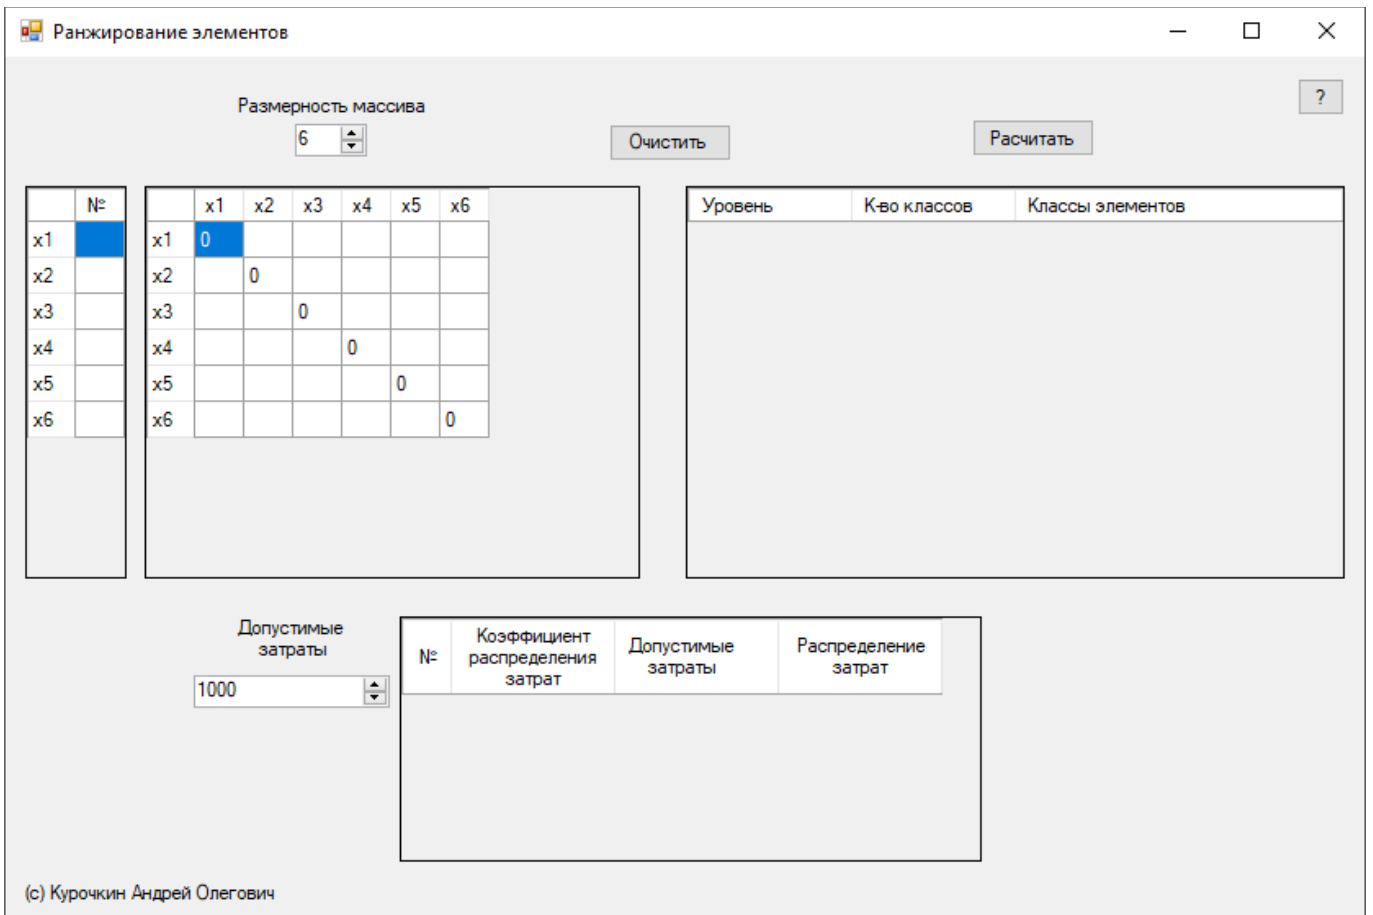 Ранжирование элементов
?
Размерность массива
6
Очистить
Расчитать
№
x1
x2
x3
x4
x5
x6
x1 x2 x3 x4 x5 x6
x1 0
x2 0
x3 0
x4 0
x5 0
x6 0
Уровень К-во классов Классы элементов
Допустимые
затраты
1000
№
Коэффициент
распределения
затрат
Допустимые
затраты
Распределение
затрат
(c) Курочкин Андрей Олегович